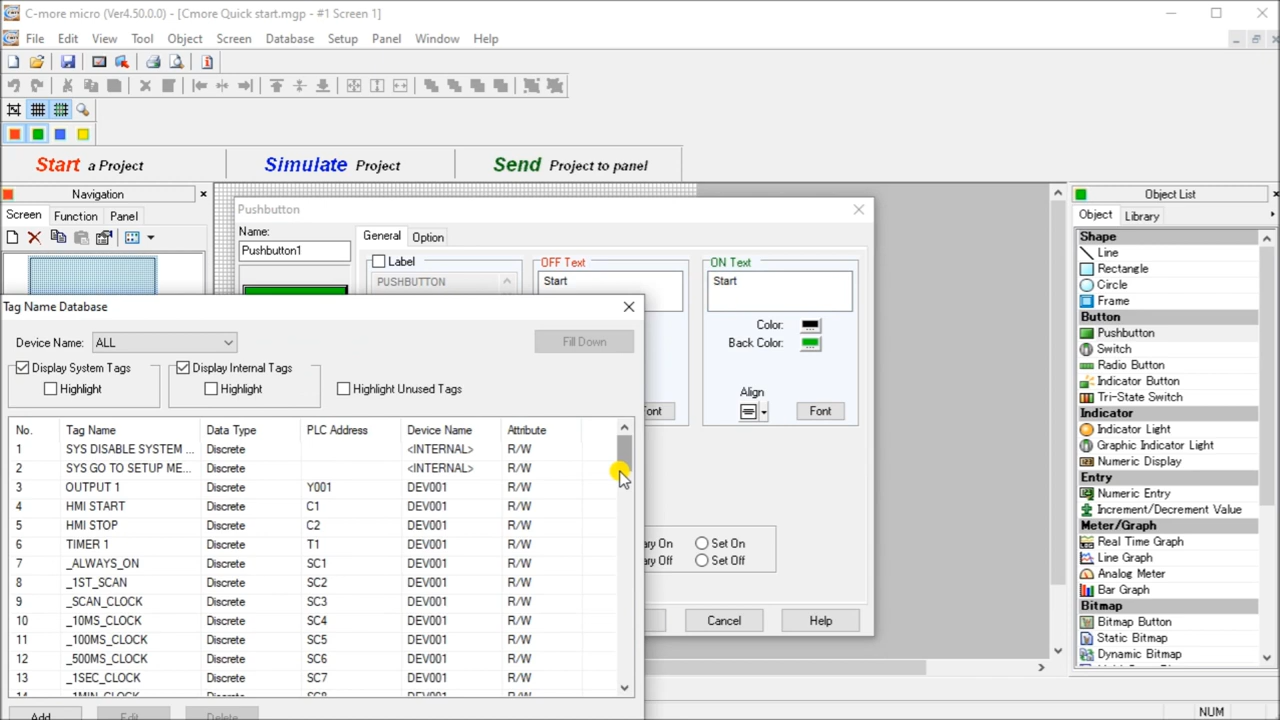 C-more micro (Ver4.50.0.0) - [Cmore Quick start.mgp - #1 Screen 1]
File Edit View Tool Object Screen Database Setup Panel Window Help
Start a Project
Simulate Project
Send Project to panel
Navigation
Screen Function Panel
Pushbutton
Name:
Pushbutton1
General Option
Label
PUSHBUTTON
OFF Text
Start
ON Text
Start
Color:
Back Color:
Align
Font
Set On
Set Off
Cancel
Help
Tag Name Database
Device Name: ALL
Fill Down
Display System Tags
Highlight
Display Internal Tags
Highlight
Highlight Unused Tags
No. Tag Name Data Type PLC Address Device Name Attribute
1 SYS DISABLE SYSTEM ... Discrete <INTERNAL> R/W
2 SYS GO TO SETUP ME... Discrete <INTERNAL> R/W
3 OUTPUT 1 Discrete Y001 DEV001 R/W
4 HMI START Discrete C1 DEV001 R/W
5 HMI STOP Discrete C2 DEV001 R/W
6 TIMER 1 Discrete T1 DEV001 R/W
7 _ALWAYS_ON Discrete SC1 DEV001 R/W
8 _1ST_SCAN Discrete SC2 DEV001 R/W
9 _SCAN_CLOCK Discrete SC3 DEV001 R/W
10 _10MS_CLOCK Discrete SC4 DEV001 R/W
11 _100MS_CLOCK Discrete SC5 DEV001 R/W
12 _500MS_CLOCK Discrete SC6 DEV001 R/W
13 _1SEC_CLOCK Discrete SC7 DEV001 R/W
14 _1MIN_CLOCK Discrete SC8 DEV001 R/W
Add...
Edit...
Delete
Object List
Object Library
Shape
Line
Rectangle
Circle
Frame
Button
Pushbutton
Switch
Radio Button
Indicator Button
Tri-State Switch
Indicator
Indicator Light
Graphic Indicator Light
Numeric Display
Entry
Numeric Entry
Increment/Decrement Value
Meter/Graph
Real Time Graph
Line Graph
Analog Meter
Bar Graph
Bitmap
Bitmap Button
Static Bitmap
Dynamic Bitmap
NUM